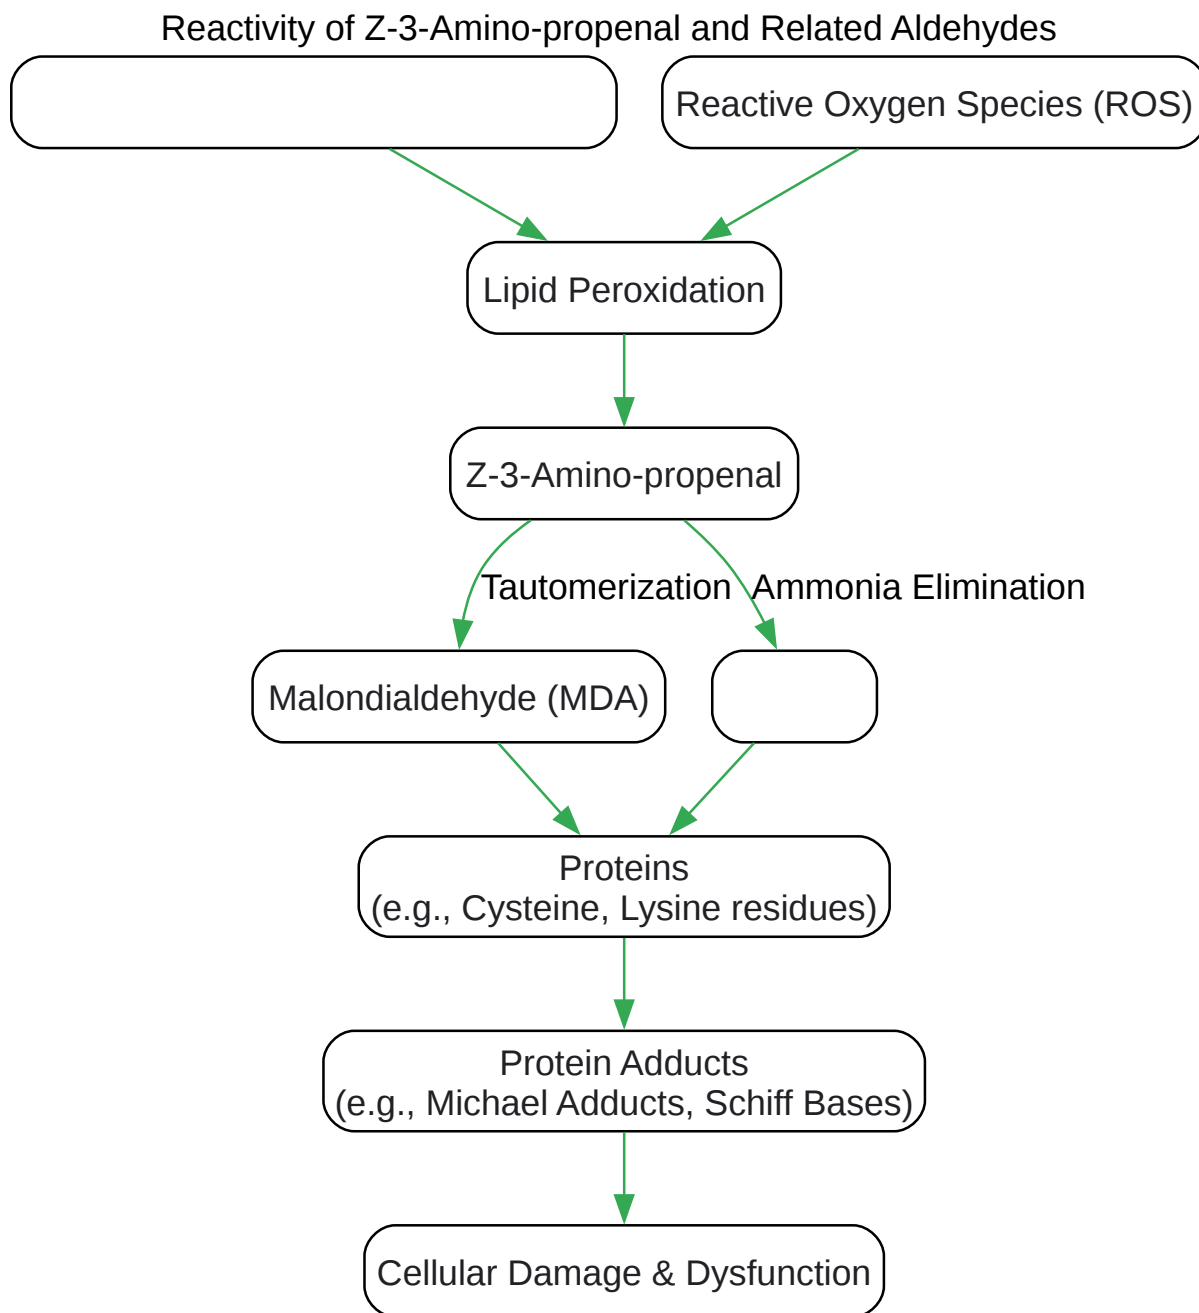 Reactivity of Z-3-Amino-propenal and Related Aldehydes
Reactive Oxygen Species (ROS)
Lipid Peroxidation
Z-3-Amino-propenal
Tautomerization
Ammonia Elimination
Malondialdehyde (MDA)
Proteins
(e.g., Cysteine, Lysine residues)
Protein Adducts
(e.g., Michael Adducts, Schiff Bases)
Cellular Damage & Dysfunction